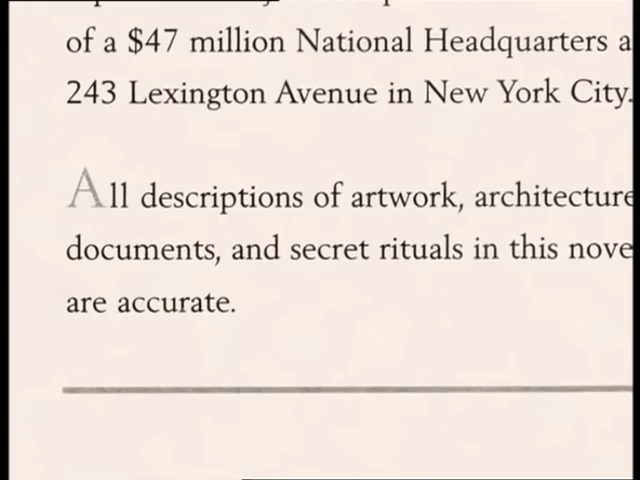 of a $47 million National Headquarters a
243 Lexington Avenue in New York City.
All descriptions of artwork, architecture
documents, and secret rituals in this nove
are accurate.